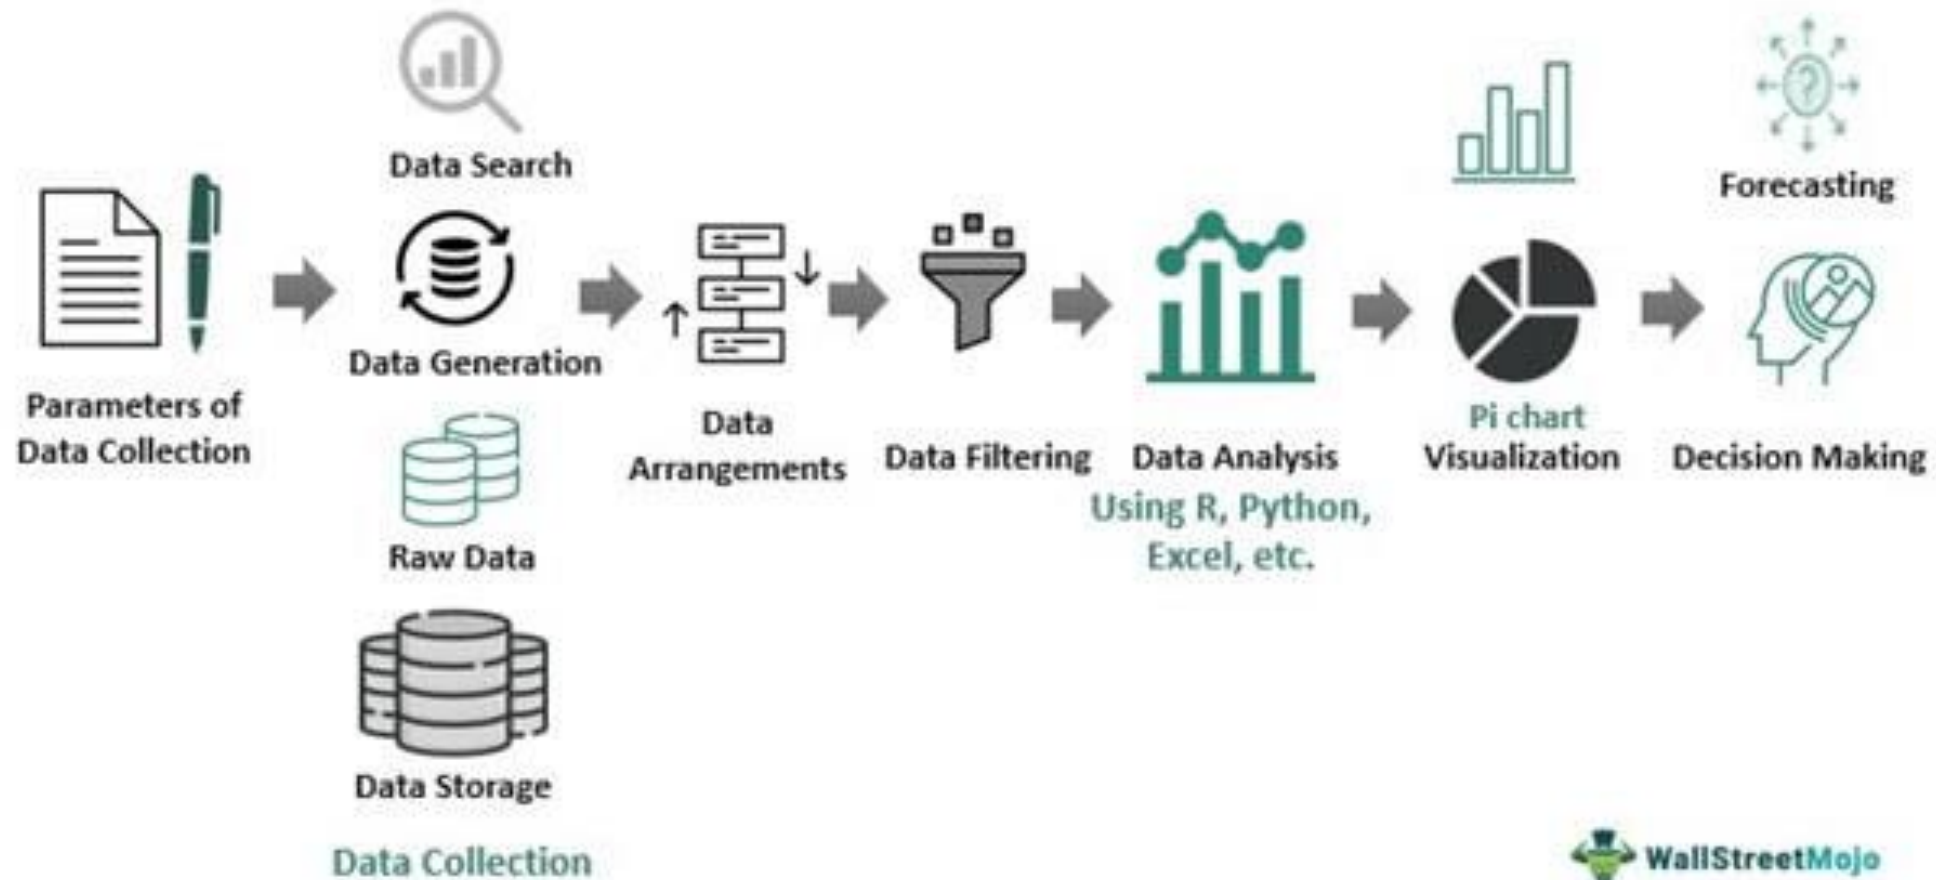 Parameters of
Data Collection
Data Search
Data Generation
Raw Data
Data Storage
Data Collection
Data
Arrangements
Data Filtering
Data Analysis
Using R, Python,
Excel, etc.
Pi chart
Visualization
Forecasting
?
Decision Making
WallStreetMojo